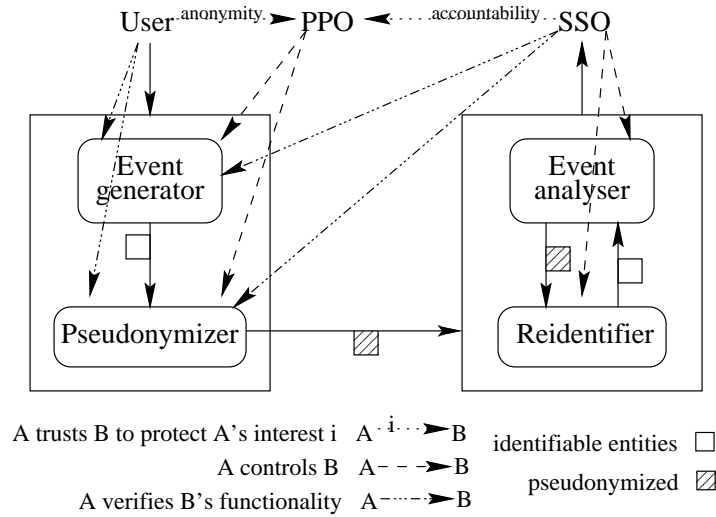 User anonymity PPO accountability SSO
Event
generator
Event
analyser
Pseudonymizer
Reidentifier
A trusts B to protect A's interest i A i B
A controls B A B
A verifies B's functionality A B
identifiable entities
pseudonymized